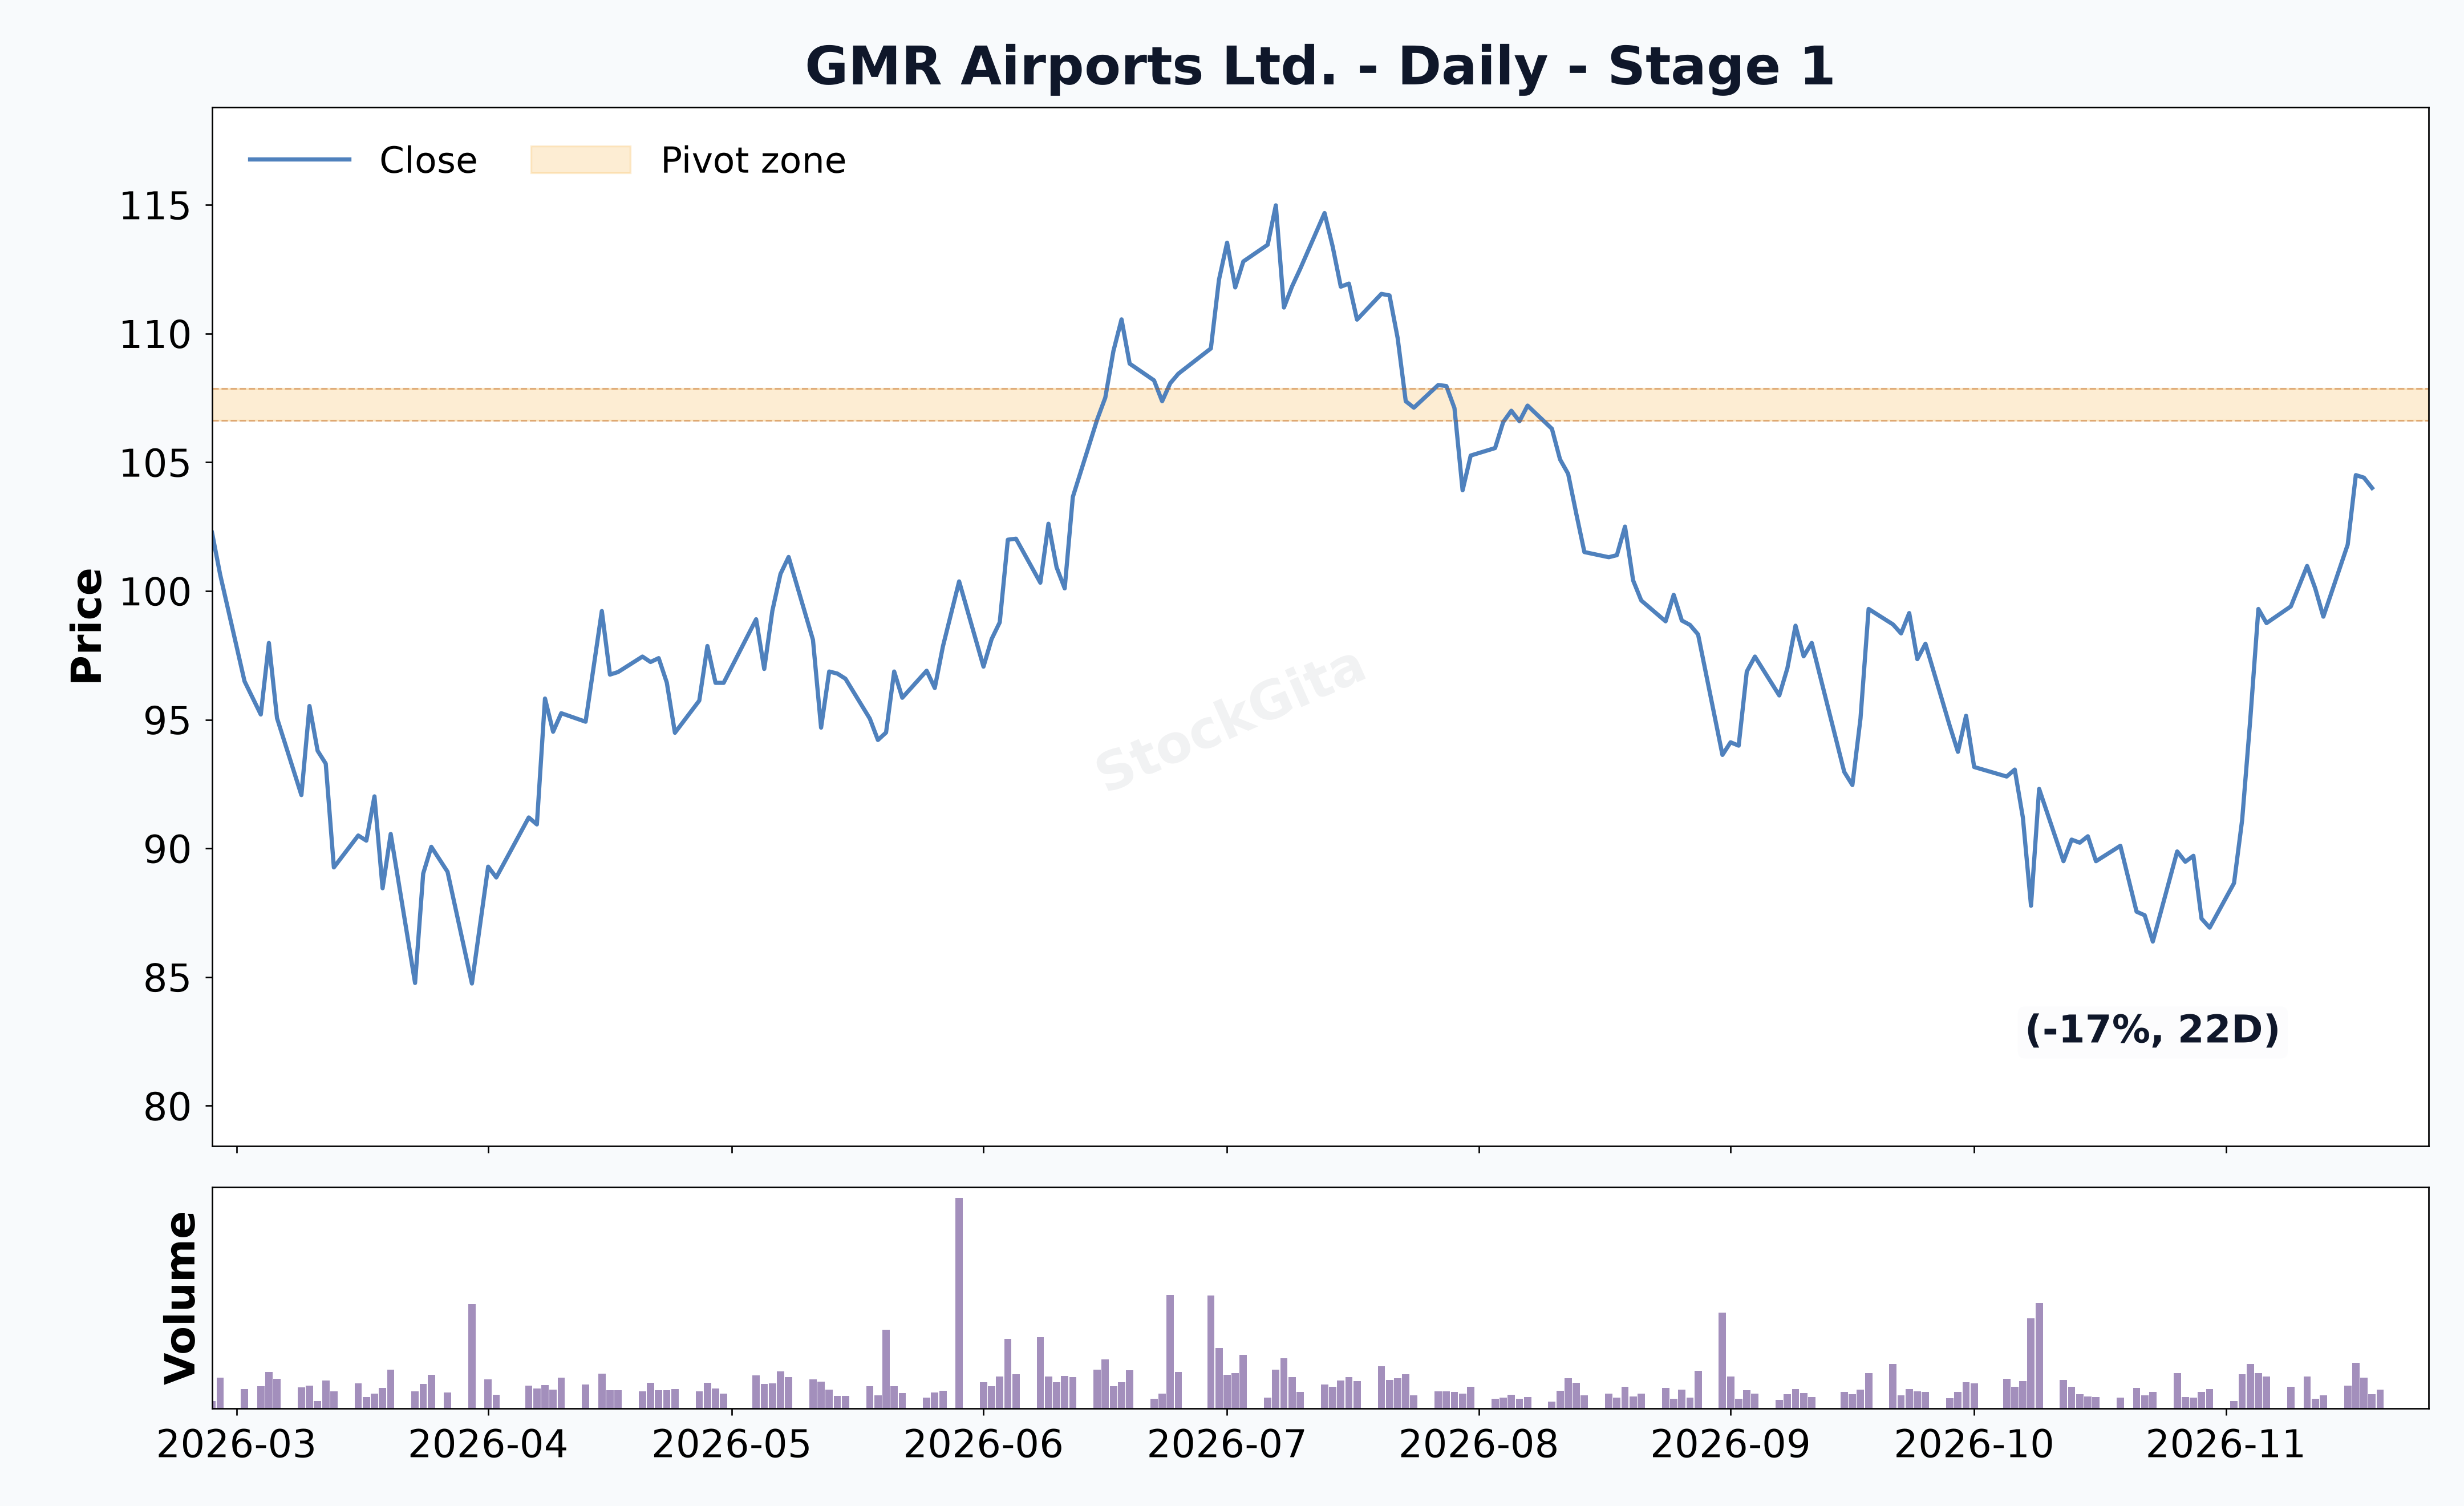 GMR Airports Ltd. - Daily - Stage 1
Close
Pivot zone
115
110
105
100
95
90
85
80
Price
StockGita
(-17%, 22D)
Volume
2026-03
2026-04
2026-05
2026-06
2026-07
2026-08
2026-09
2026-10
2026-11